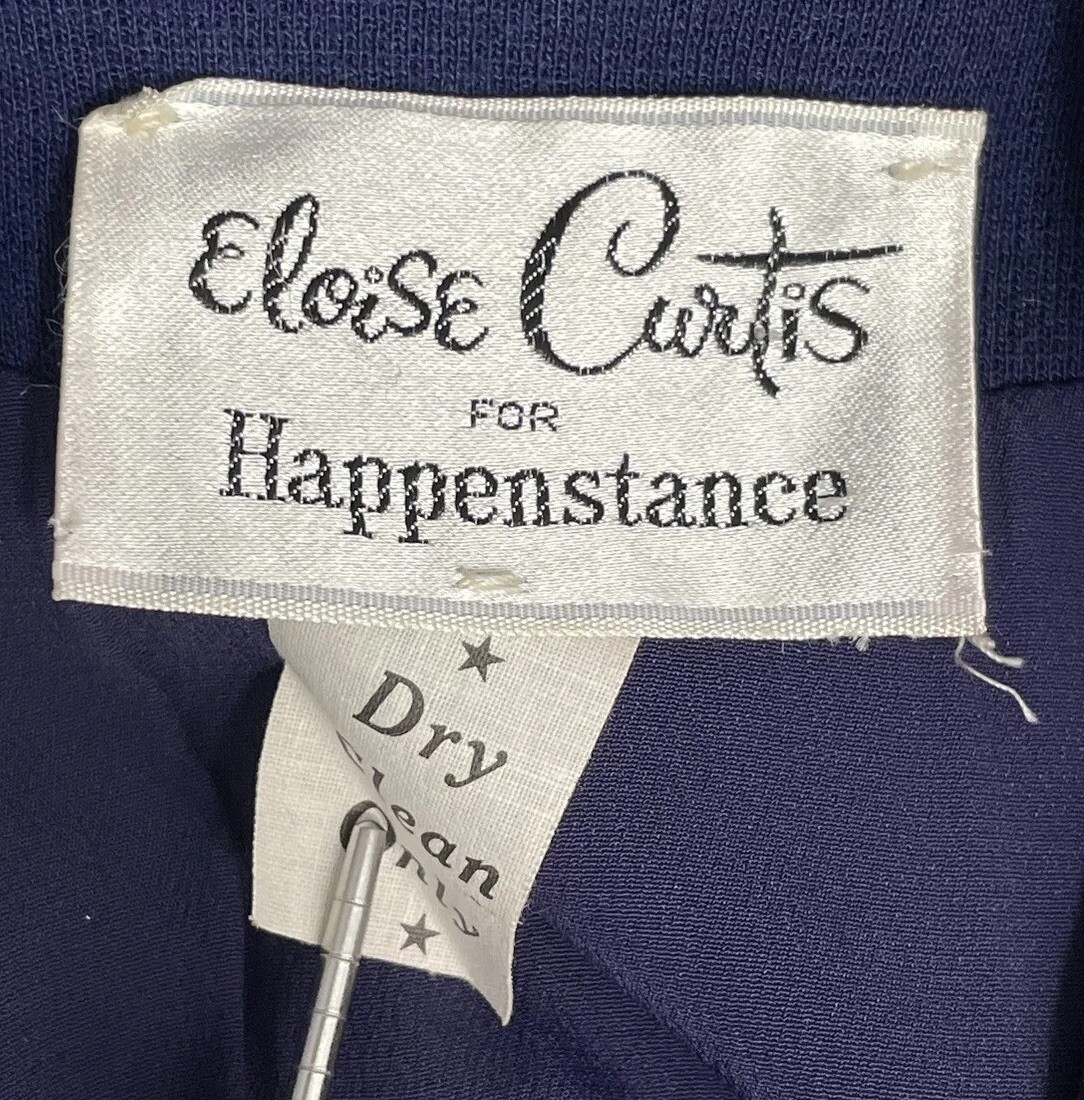 Eloise Curtis
FOR
Happenstance
Dry
Clean
Only